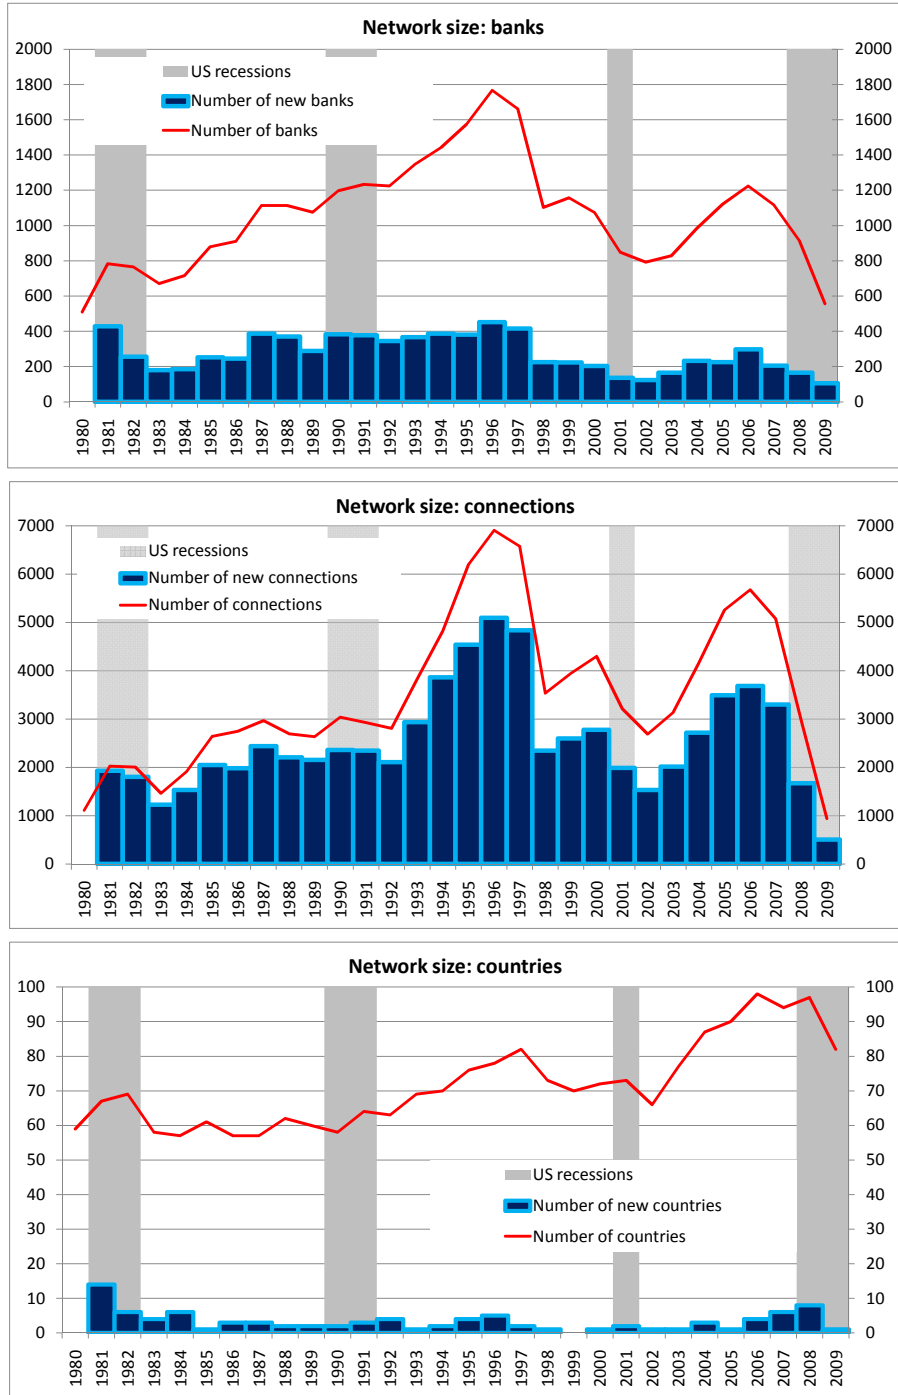 Network size: banks
2000 2000
1800 1800
1600 1600
1400 1400
1200 1200
1000 1000
800 800
600 600
400 400
200 200
0 0
US recessions
Number of new banks
Number of banks
1980 1981 1982 1983 1984 1985 1986 1987 1988 1989 1990 1991 1992 1993 1994 1995 1996 1997 1998 1999 2000 2001 2002 2003 2004 2005 2006 2007 2008 2009
Network size: connections
7000 7000
6000 6000
5000 5000
4000 4000
3000 3000
2000 2000
1000 1000
0 0
US recessions
Number of new connections
Number of connections
1980 1981 1982 1983 1984 1985 1986 1987 1988 1989 1990 1991 1992 1993 1994 1995 1996 1997 1998 1999 2000 2001 2002 2003 2004 2005 2006 2007 2008 2009
Network size: countries
100 100
90 90
80 80
70 70
60 60
50 50
40 40
30 30
20 20
10 10
0 0
US recessions
Number of new countries
Number of countries
1980 1981 1982 1983 1984 1985 1986 1987 1988 1989 1990 1991 1992 1993 1994 1995 1996 1997 1998 1999 2000 2001 2002 2003 2004 2005 2006 2007 2008 2009